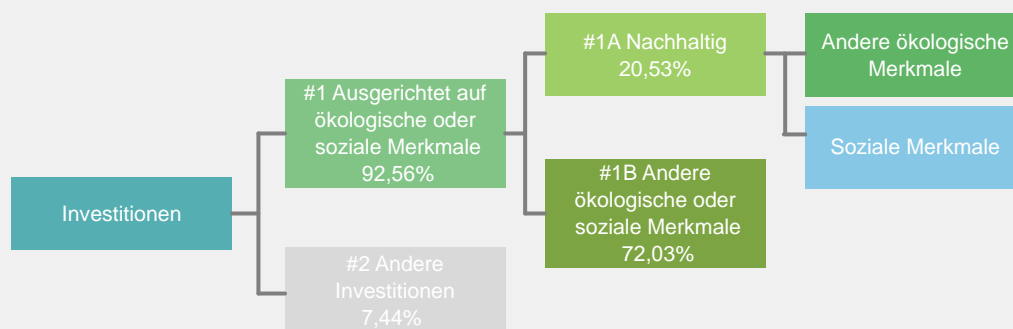 Investitionen
#1 Ausgerichtet auf
ökologische oder
soziale Merkmale
92,56%
#2 Andere
Investitionen
7,44%
#1A Nachhaltig
20,53%
#1B Andere
ökologische oder
soziale Merkmale
72,03%
Andere ökologische
Merkmale
Soziale Merkmale